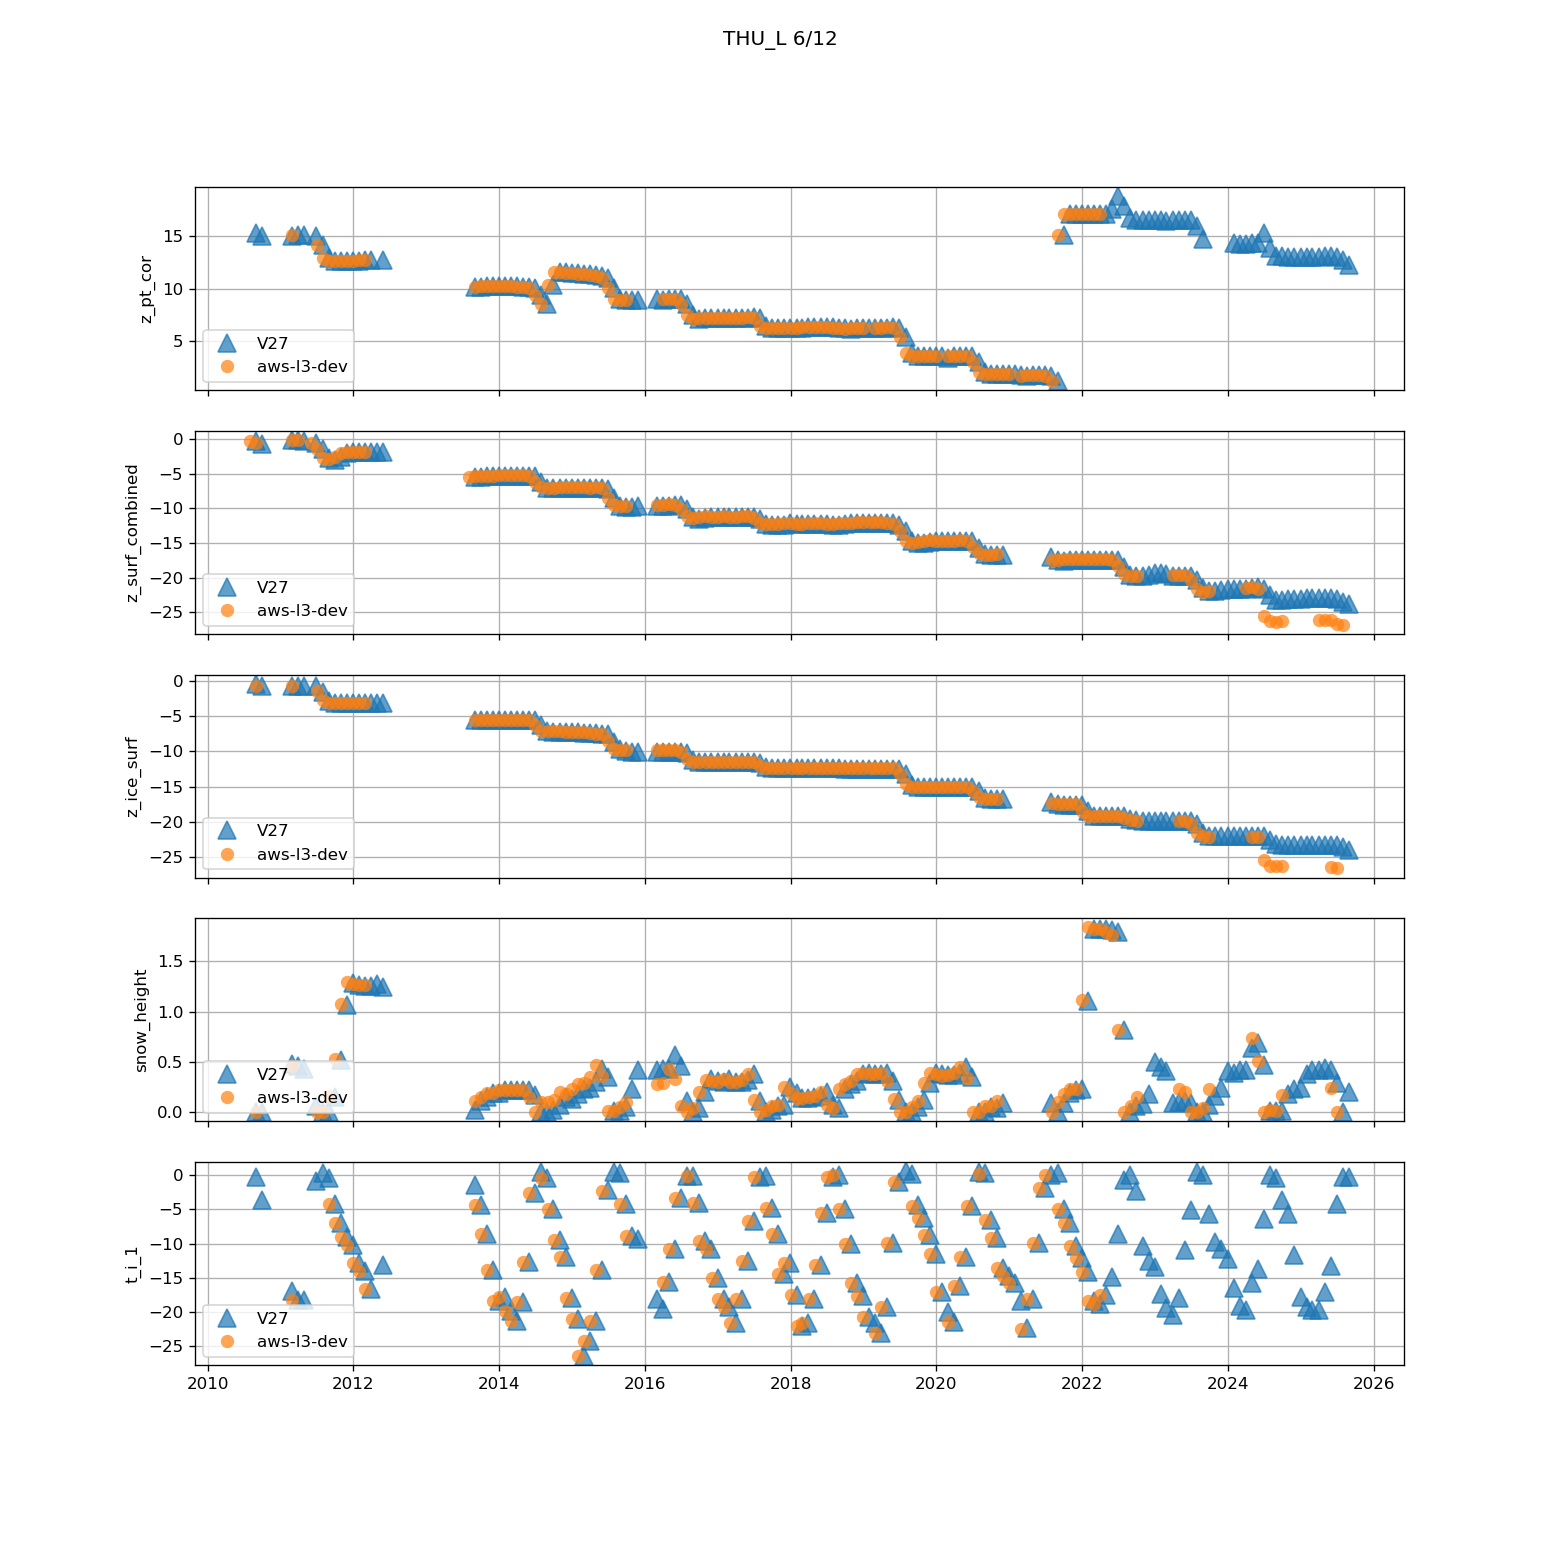 THU_L 6/12
z_pt_cor
15
10
5
V27
aws-l3-dev
z_surf_combined
0
−5
−10
−15
−20
−25
V27
aws-l3-dev
z_ice_surf
0
−5
−10
−15
−20
−25
V27
aws-l3-dev
snow_height
1.5
1.0
0.5
0.0
V27
aws-l3-dev
t_i_1
0
−5
−10
−15
−20
−25
V27
aws-l3-dev
2010 2012 2014 2016 2018 2020 2022 2024 2026